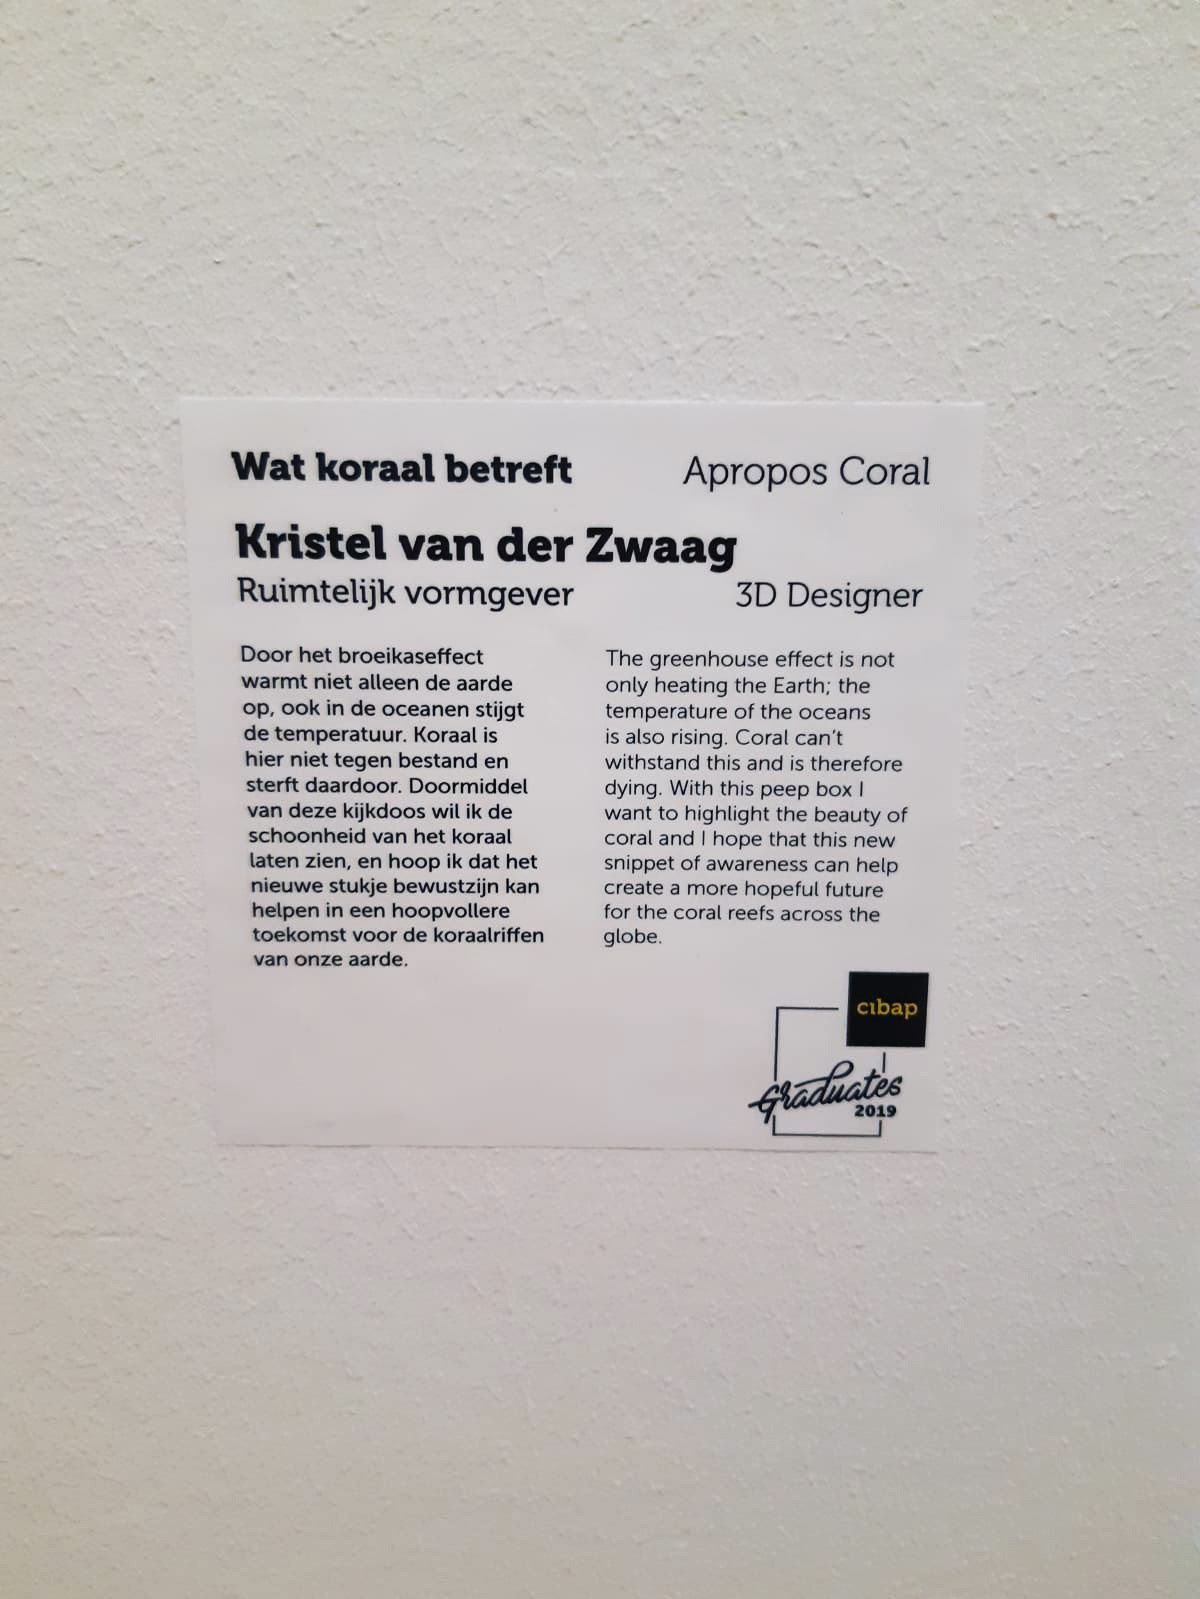 Wat koraal betreft
Apropos Coral
Kristel van der Zwaag
Ruimtelijk vormgever
3D Designer
Door het broeikaseffect
warmt niet alleen de aarde
op, ook in de oceanen stijgt
de temperatuur. Koraal is
hier niet tegen bestand en
sterft daardoor. Doormiddel
van deze kijkdoos wil ik de
schoonheid van het koraal
laten zien, en hoop ik dat het
nieuwe stukje bewustzijn kan
helpen in een hoopvollere
toekomst voor de koraalriffen
van onze aarde.
The greenhouse effect is not
only heating the Earth; the
temperature of the oceans
is also rising. Coral can't
withstand this and is therefore
dying. With this peep box I
want to highlight the beauty of
coral and I hope that this new
snippet of awareness can help
create a more hopeful future
for the coral reefs across the
globe.
cıbap
Graduates
2019